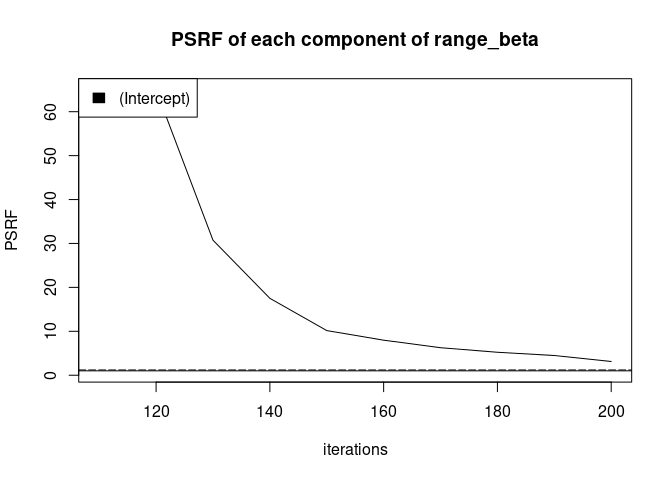 PSRF of each component of range_beta
(Intercept)
PSRF
60
50
40
30
20
10
0
120 140 160 180 200
iterations